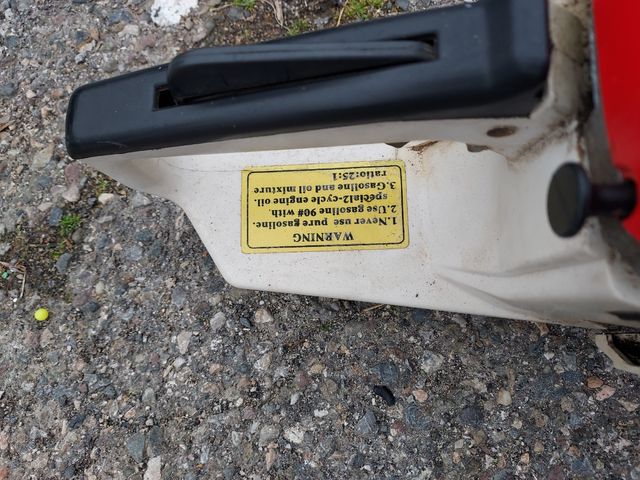 WARNING
1.Never use pure gasoline.
2.Use gasoline 90# with
special2-cycle engine oil.
3.Gasoline and oil mixture
ratio:25:1